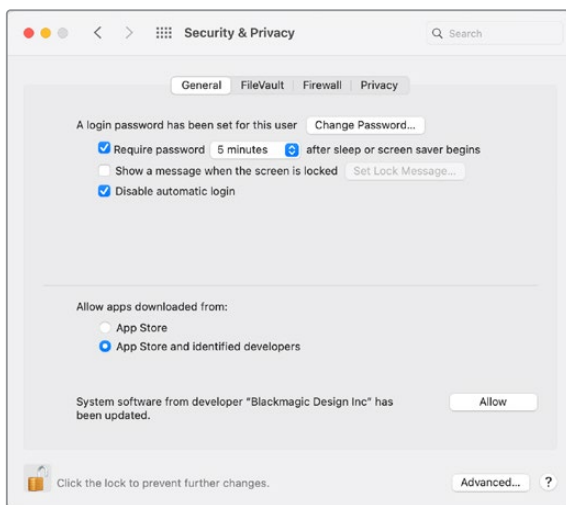 Security & Privacy
Search
General
FileVault
Firewall
Privacy
A login password has been set for this user
Change Password...
Require password
5 minutes
after sleep or screen saver begins
Show a message when the screen is locked
Set Lock Message...
Disable automatic login
Allow apps downloaded from:
App Store
App Store and identified developers
System software from developer "Blackmagic Design Inc" has
been updated.
Allow
Click the lock to prevent further changes.
Advanced...
?